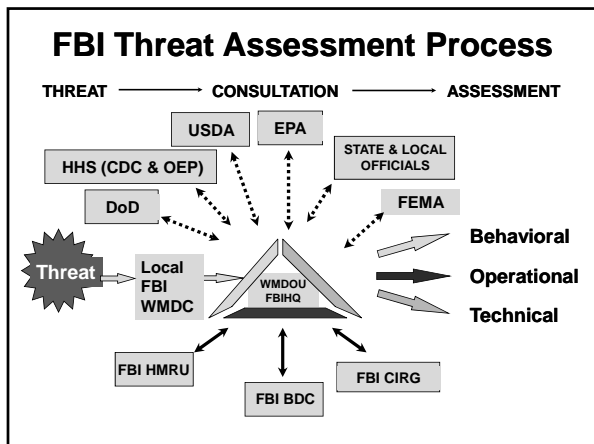 FBI Threat Assessment Process
THREAT CONSULTATION ASSESSMENT
USDA
EPA
HHS (CDC & OEP)
STATE & LOCAL
OFFICIALS
DoD
FEMA
Threat
Local
FBI
WMDC
WMDOU
FBIHQ
Behavioral
Operational
Technical
FBI HMRU
FBI BDC
FBI CIRG